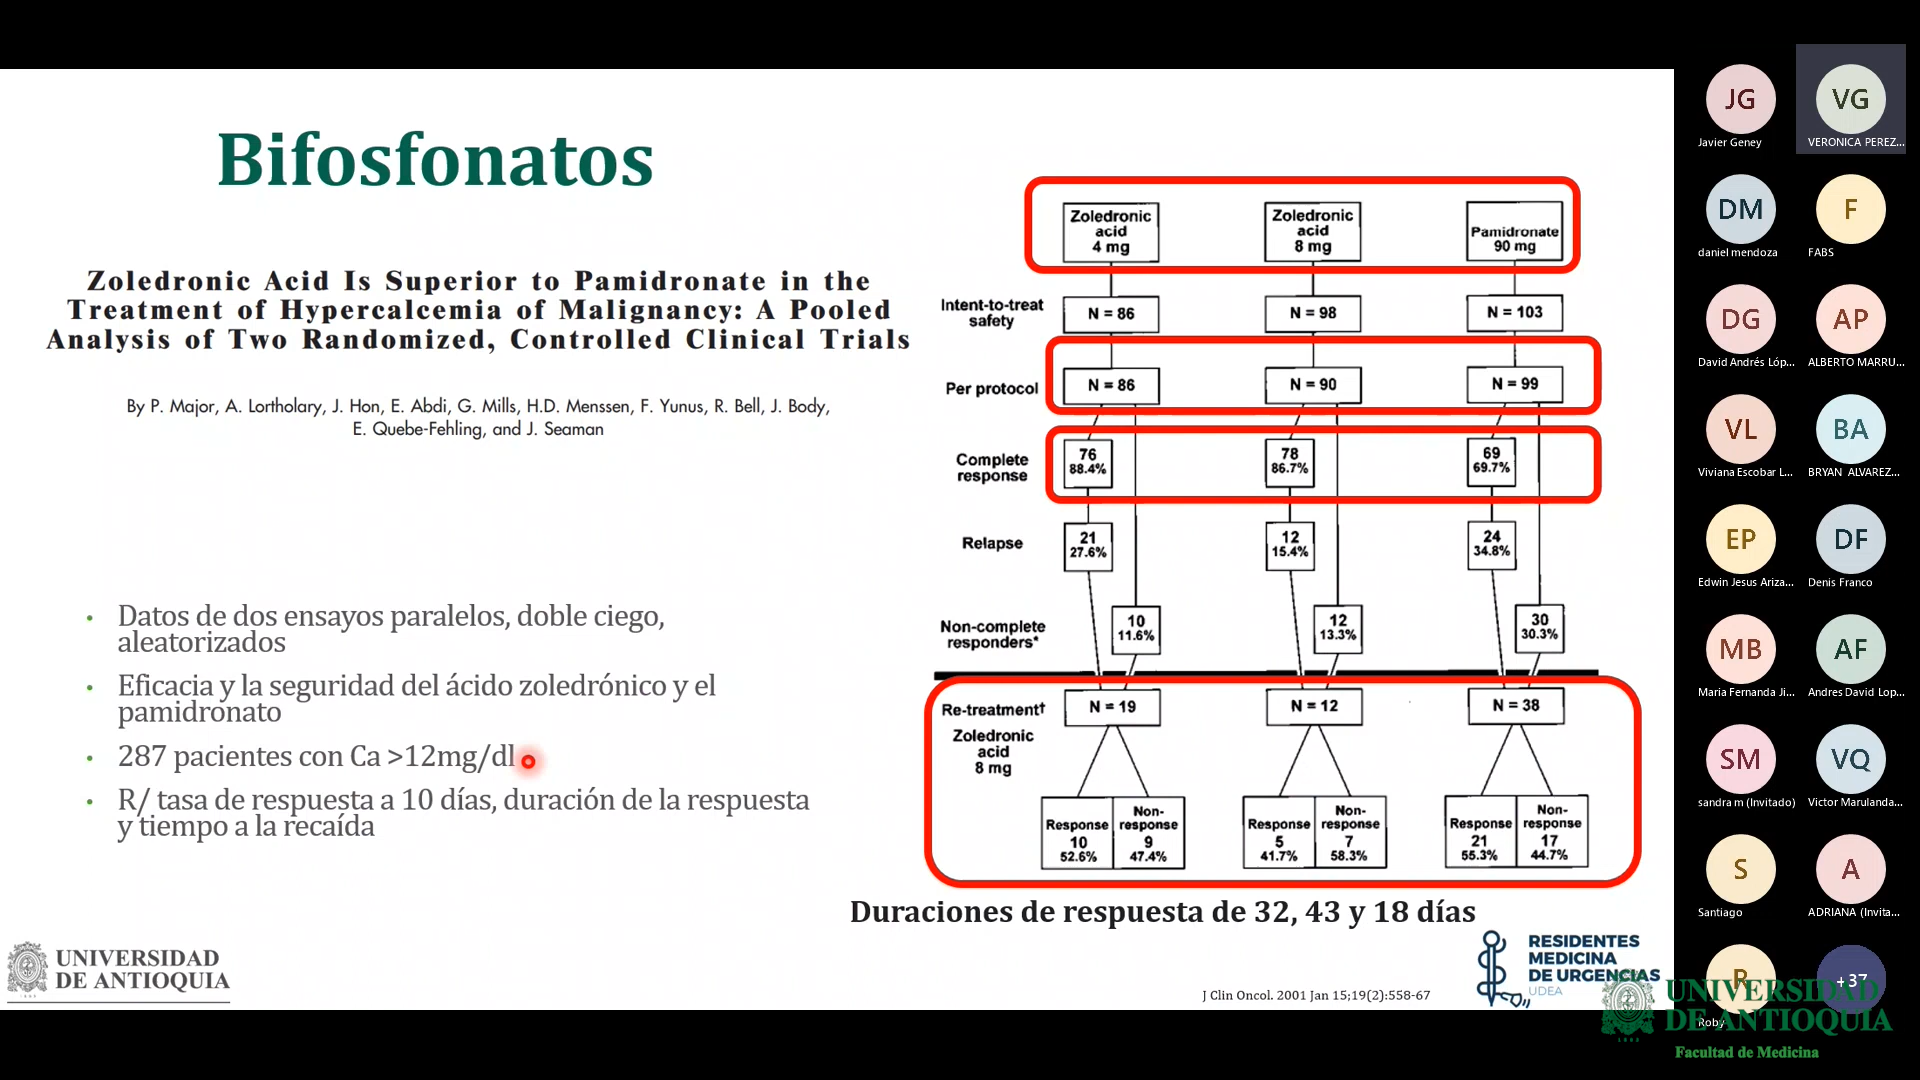 Bifosfonatos
Zoledronic Acid Is Superior to Pamidronate in the
Treatment of Hypercalcemia of Malignancy: A Pooled
Analysis of Two Randomized, Controlled Clinical Trials
By P. Major, A. Lortholary, J. Hon, E. Abdi, G. Mills, H.D. Menssen, F. Yunus, R. Bell, J. Body,
E. Quebe-Fehling, and J. Seaman
• Datos de dos ensayos paralelos, doble ciego,
aleatorizados
• Eficacia y la seguridad del ácido zoledrónico y el
pamidronato
• 287 pacientes con Ca >12mg/dl
• R/ tasa de respuesta a 10 días, duración de la respuesta
y tiempo a la recaída
Zoledronic
acid
4 mg
Zoledronic
acid
8 mg
Pamidronate
90 mg
Intent-to-treat
safety
N = 86
N = 98
N = 103
Per protocol
N = 86
N = 90
N = 99
Complete
response
76
88.4%
78
86.7%
69
69.7%
Relapse
21
27.6%
12
15.4%
24
34.8%
Non-complete
responders*
10
11.6%
12
13.3%
30
30.3%
Re-treatment†
Zoledronic
acid
8 mg
N = 19
N = 12
N = 38
Response
10
52.6%
Non-
response
9
47.4%
Response
5
41.7%
Non-
response
7
58.3%
Response
21
55.3%
Non-
response
17
44.7%
Duraciones de respuesta de 32, 43 y 18 días
J Clin Oncol. 2001 Jan 15;19(2):558-67
UNIVERSIDAD
DE ANTIOQUIA
RESIDENTES
MEDICINA
DE URGENCIAS
UDEA
JG
Javier Geney
VG
VERONICA PEREZ...
DM
daniel mendoza
F
FABS
DG
David Andrés Lóp...
AP
ALBERTO MARRU...
VL
Viviana Escobar L...
BA
BRYAN ALVAREZ...
EP
Edwin Jesus Ariza...
DF
Denis Franco
MB
Maria Fernanda Ji...
AF
Andres David Lop...
SM
sandra m (Invitado)
VQ
Victor Marulanda...
S
Santiago
A
ADRIANA (Invita...
R
Roby
+37
UNIVERSIDAD
DE ANTIOQUIA
Facultad de Medicina